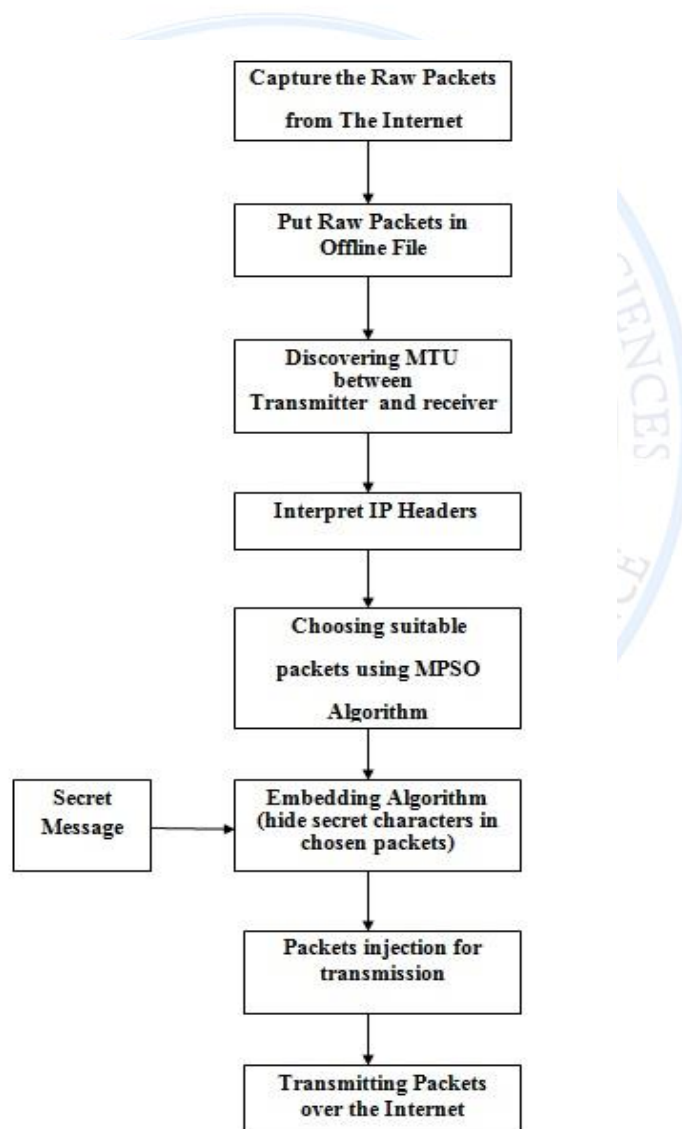 Capture the Raw Packets
from The Internet
Put Raw Packets in
Offline File
Discovering MTU
between
Transmitter and receiver
Interpret IP Headers
Choosing suitable
packets using MPSO
Algorithm
Secret
Message
Embedding Algorithm
(hide secret characters in
chosen packets)
Packets injection for
transmission
Transmitting Packets
over the Internet